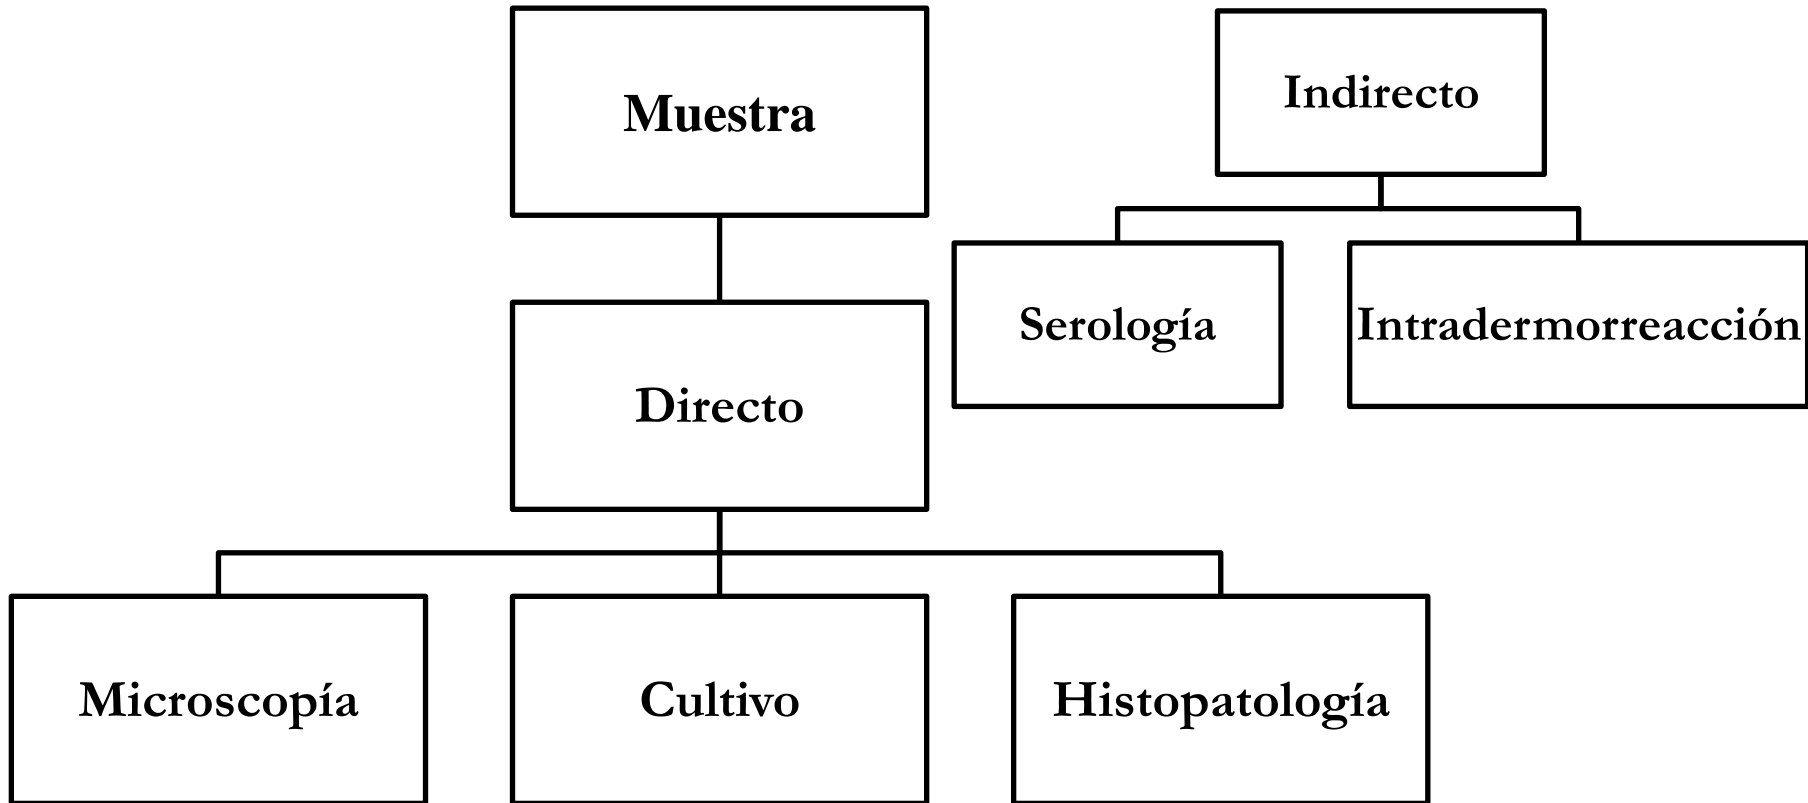 Muestra
Indirecto
Serología
Intradermorreacción
Directo
Microscopía
Cultivo
Histopatología